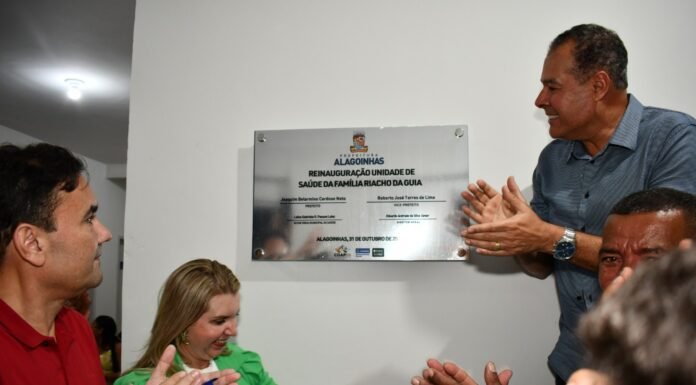 PREFEITURA
ALAGOINHAS
REINAUGURAÇÃO UNIDADE DE
SAÚDE DA FAMÍLIA RIACHO DA GUIA
Joaquim Belarmino Cardoso Neto
PREFEITO
Roberto José Torres de Lima
VICE-PREFEITO
ALAGOINHAS, 31 DE OUTUBRO DE